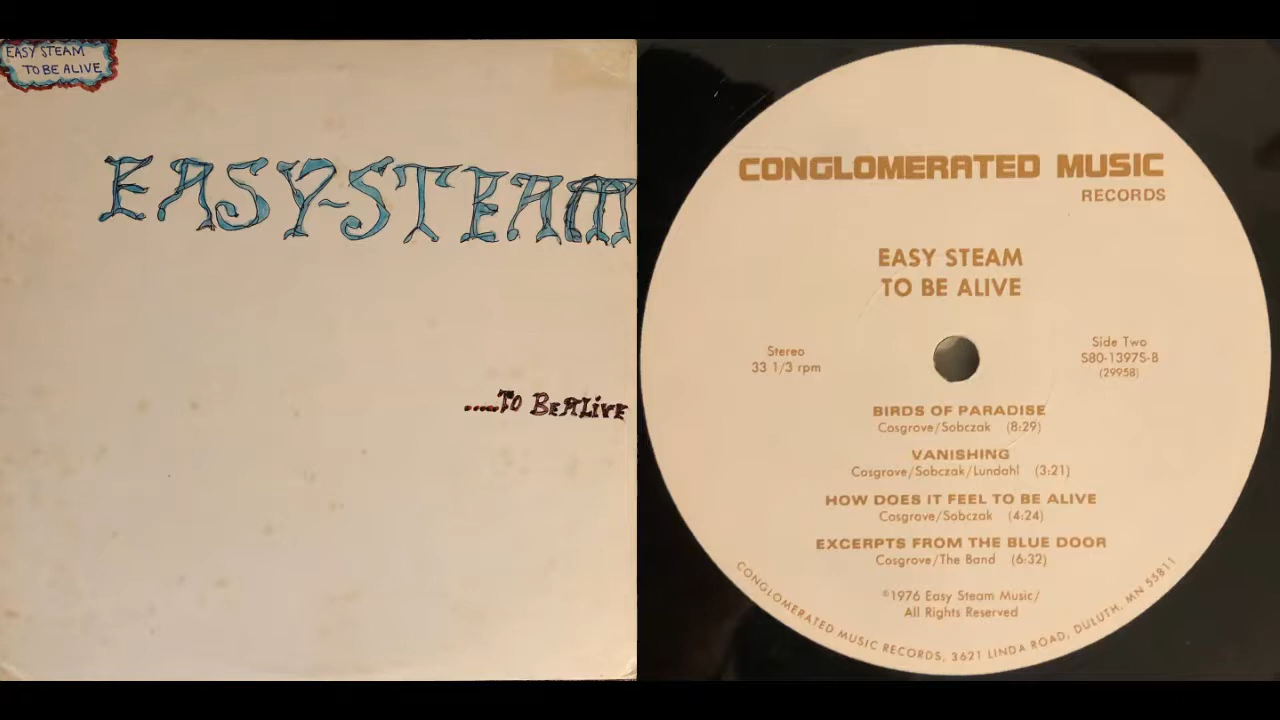 EASY STEAM
TO BE ALIVE
EASY-STEAM
.....TO BE ALIVE
CONGLOMERATED MUSIC
RECORDS
EASY STEAM
TO BE ALIVE
Stereo
33 1/3 rpm
Side Two
S80-1397S-B
(29958)
BIRDS OF PARADISE
Cosgrove/Sobczak (8:29)
VANISHING
Cosgrove/Sobczak/Lundahl (3:21)
HOW DOES IT FEEL TO BE ALIVE
Cosgrove/Sobczak (4:24)
EXCERPTS FROM THE BLUE DOOR
Cosgrove/The Band (6:32)
©1976 Easy Steam Music/
All Rights Reserved
CONGLOMERATED MUSIC RECORDS, 3621 LINDA ROAD, DULUTH, MN 55811